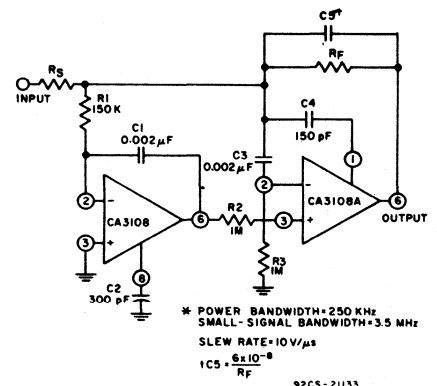 C5†
RS
RF
INPUT
R1
150K
C4
150 pF
C1
0.002µF
C3
0.002µF
1
2
2
CA3108
6
R2
1M
3
CA3108A
6
OUTPUT
3
8
R3
1M
C2
300 pF
* POWER BANDWIDTH=250 KHz
SMALL-SIGNAL BANDWIDTH=3.5 MHz
SLEW RATE=10V/µs
†C5=6x10-8
RF
92CS-21133